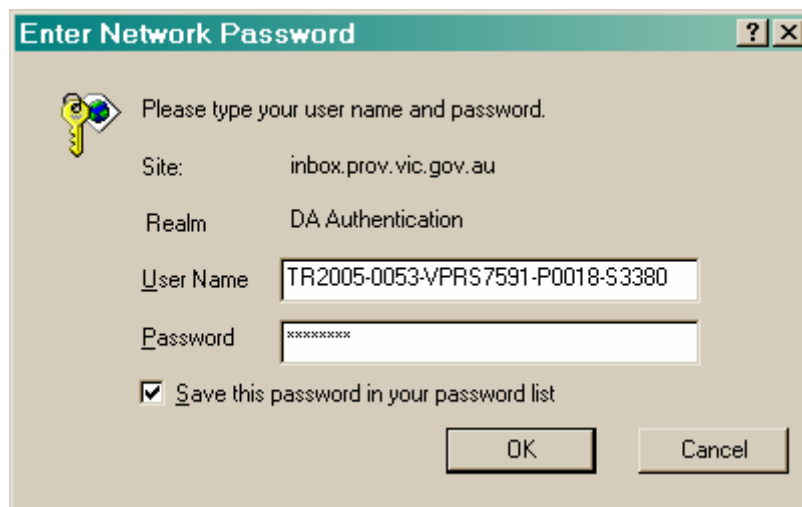 Enter Network Password
Please type your user name and password.
Site: inbox.prov.vic.gov.au
Realm DA Authentication
User Name TR2005-0053-VPRS7591-P0018-S3380
Password ********
Save this password in your password list
OK Cancel